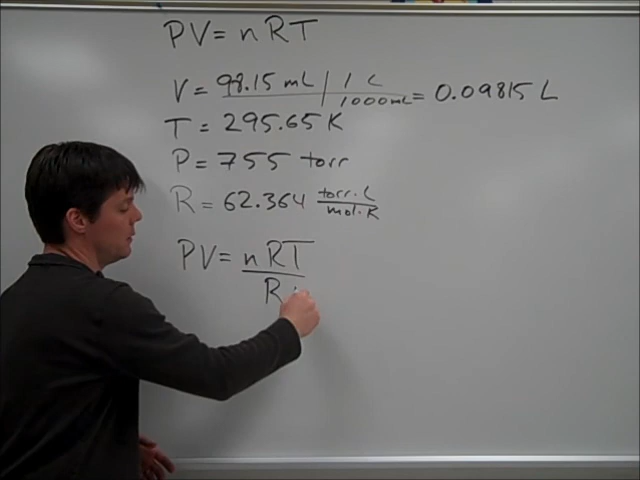 PV = nRT
V = 98.15 mL | 1 L / 1000 mL = 0.09815 L
T = 295.65 K
P = 755 torr
R = 62.364 torr·L / mol·K
PV = nRT
R